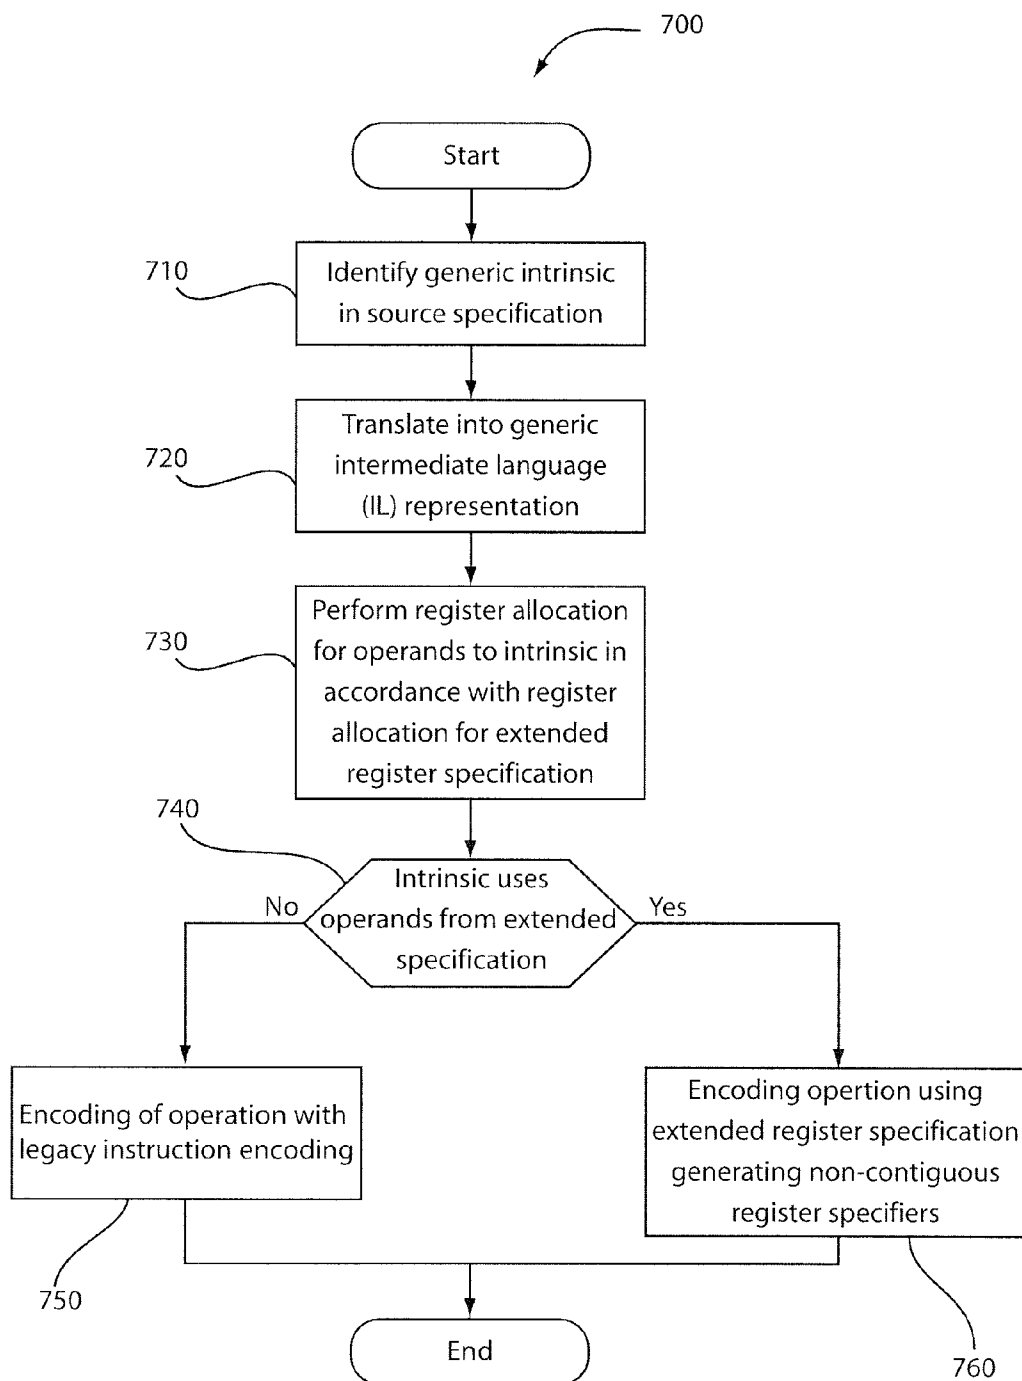 700
Start
710
Identify generic intrinsic
in source specification
720
Translate into generic
intermediate language
(IL) representation
730
Perform register allocation
for operands to intrinsic in
accordance with register
allocation for extended
register specification
740
Intrinsic uses
operands from extended
specification
No
Yes
Encoding of operation with
legacy instruction encoding
750
Encoding opertion using
extended register specification
generating non-contiguous
register specifiers
760
End